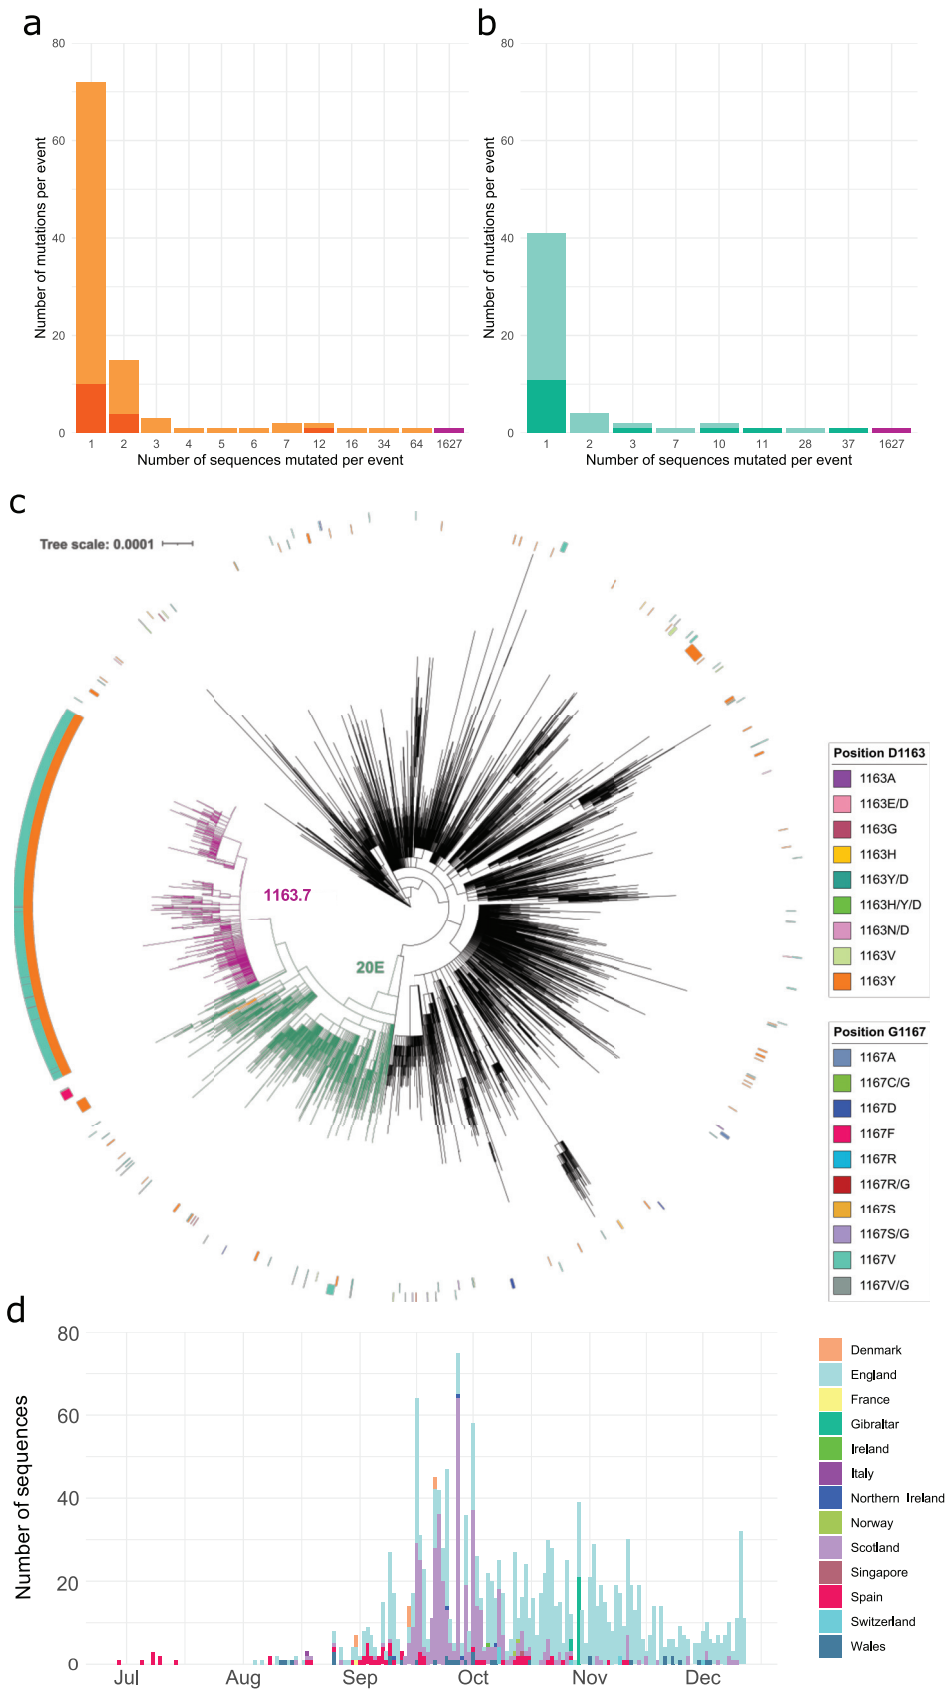 a
80
60
40
20
0
Number of mutations per event
1 2 3 4 5 6 7 12 16 34 64 1627
Number of sequences mutated per event
b
80
60
40
20
0
Number of mutations per event
1 2 3 7 10 11 28 37 1627
Number of sequences mutated per event
c
Tree scale: 0.0001
1163.7
20E
Position D1163
1163A
1163E/D
1163G
1163H
1163Y/D
1163H/Y/D
1163N/D
1163V
1163Y
Position G1167
1167A
1167C/G
1167D
1167F
1167R
1167R/G
1167S
1167S/G
1167V
1167V/G
d
80
60
40
20
0
Number of sequences
Jul Aug Sep Oct Nov Dec
Denmark
England
France
Gibraltar
Ireland
Italy
Northern Ireland
Norway
Scotland
Singapore
Spain
Switzerland
Wales